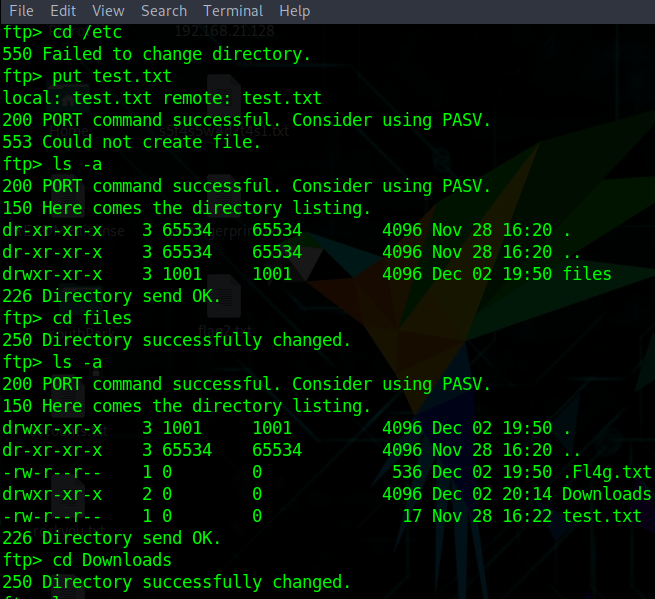 File Edit View Search Terminal Help
192.168.21.128
ftp> cd /etc
550 Failed to change directory.
ftp> put test.txt
local: test.txt remote: test.txt
200 PORT command successful. Consider using PASV.
553 Could not create file.
ftp> ls -a
200 PORT command successful. Consider using PASV.
150 Here comes the directory listing.
dr-xr-xr-x 3 65534 65534 4096 Nov 28 16:20 .
dr-xr-xr-x 3 65534 65534 4096 Nov 28 16:20 ..
drwxr-xr-x 3 1001 1001 4096 Dec 02 19:50 files
226 Directory send OK.
ftp> cd files
250 Directory successfully changed.
ftp> ls -a
200 PORT command successful. Consider using PASV.
150 Here comes the directory listing.
drwxr-xr-x 3 1001 1001 4096 Dec 02 19:50 .
dr-xr-xr-x 3 65534 65534 4096 Nov 28 16:20 ..
-rw-r--r-- 1 0 0 536 Dec 02 19:50 .Fl4g.txt
drwxr-xr-x 2 0 0 4096 Dec 02 20:14 Downloads
-rw-r--r-- 1 0 0 17 Nov 28 16:22 test.txt
226 Directory send OK.
ftp> cd Downloads
250 Directory successfully changed.